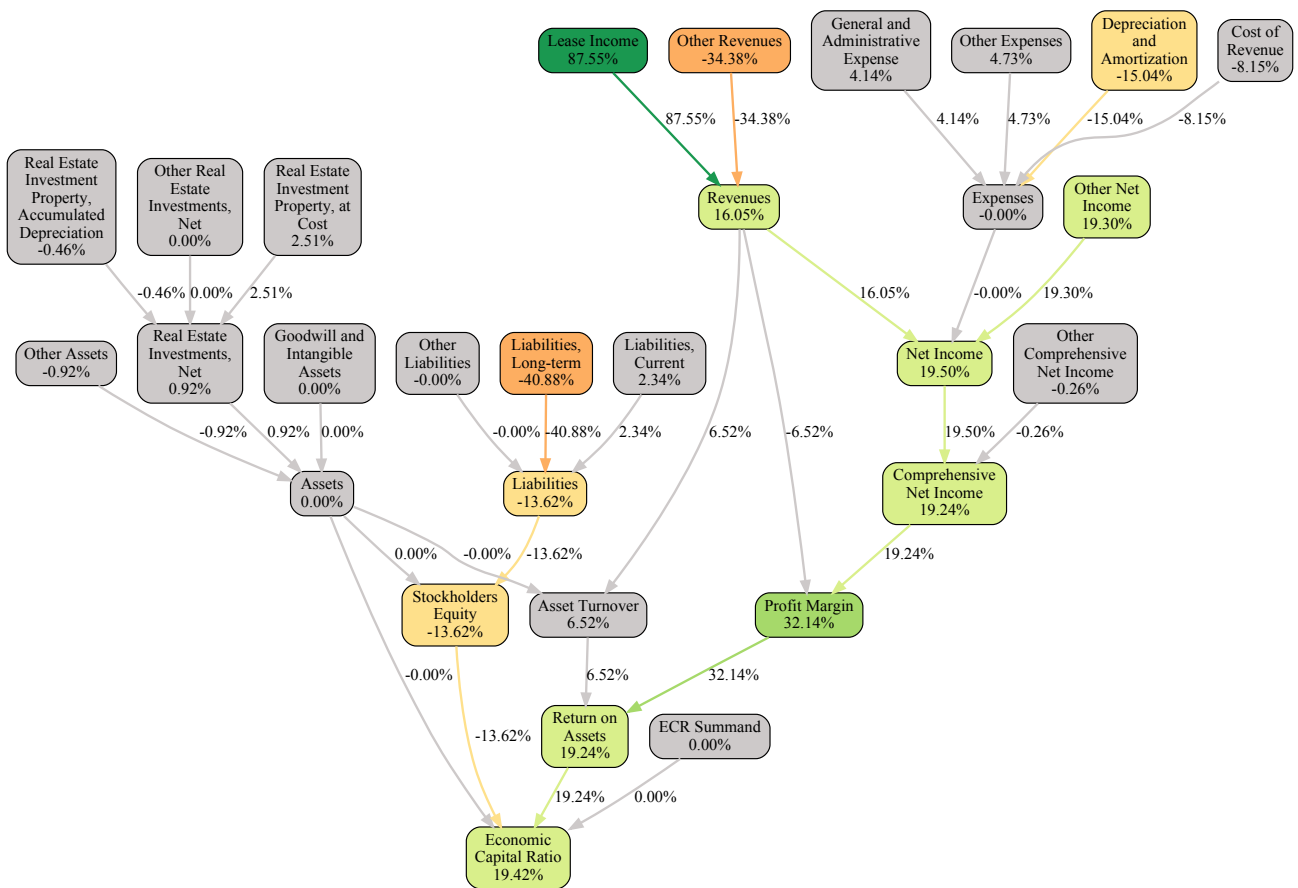 Lease Income
87.55%
Other Revenues
-34.38%
General and
Administrative
Expense
4.14%
Other Expenses
4.73%
Depreciation
and
Amortization
-15.04%
Cost of
Revenue
-8.15%
87.55%
-34.38%
4.14%
4.73%
-15.04%
-8.15%
Real Estate
Investment
Property,
Accumulated
Depreciation
-0.46%
Other Real
Estate
Investments,
Net
0.00%
Real Estate
Investment
Property, at
Cost
2.51%
Revenues
16.05%
Expenses
-0.00%
Other Net
Income
19.30%
-0.46%
0.00%
2.51%
16.05%
-0.00%
19.30%
Other Assets
-0.92%
Real Estate
Investments,
Net
0.92%
Goodwill and
Intangible
Assets
0.00%
Other
Liabilities
-0.00%
Liabilities,
Long-term
-40.88%
Liabilities,
Current
2.34%
Net Income
19.50%
Other
Comprehensive
Net Income
-0.26%
-0.92%
0.92%
0.00%
-0.00%
-40.88%
2.34%
6.52%
-6.52%
19.50%
-0.26%
Assets
0.00%
Liabilities
-13.62%
Comprehensive
Net Income
19.24%
0.00%
-0.00%
-13.62%
19.24%
Stockholders
Equity
-13.62%
Asset Turnover
6.52%
Profit Margin
32.14%
-0.00%
6.52%
32.14%
Return on
Assets
19.24%
ECR Summand
0.00%
-13.62%
19.24%
0.00%
Economic
Capital Ratio
19.42%